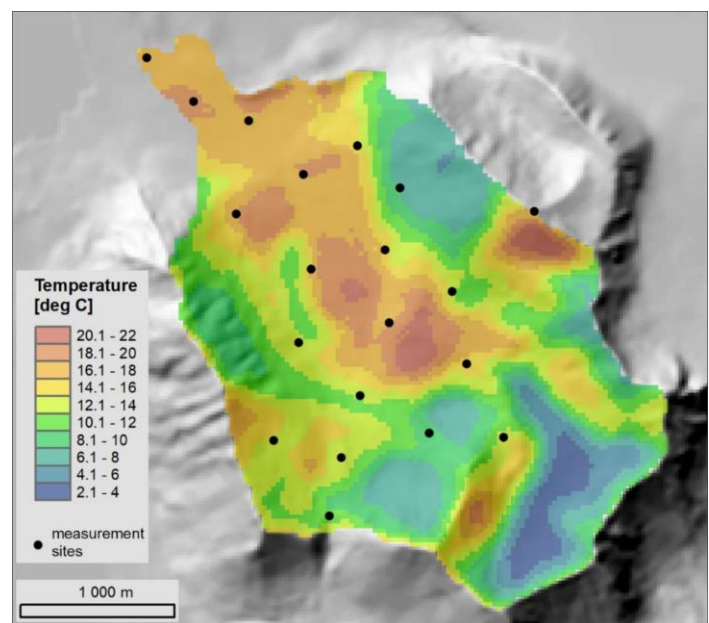 Temperature
[deg C]
20.1 - 22
18.1 - 20
16.1 - 18
14.1 - 16
12.1 - 14
10.1 - 12
8.1 - 10
6.1 - 8
4.1 - 6
2.1 - 4
measurement
sites
1 000 m